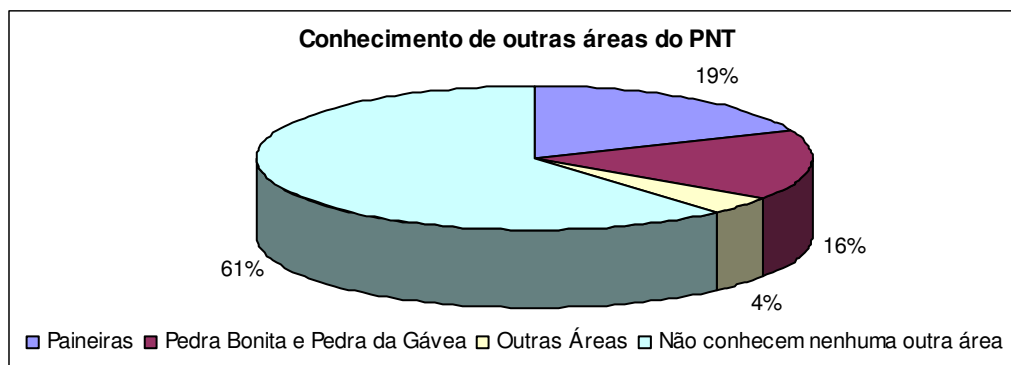 Conhecimento de outras áreas do PNT
19%
16%
4%
61%
Paineiras Pedra Bonita e Pedra da Gávea Outras Áreas Não conhecem nenhuma outra área